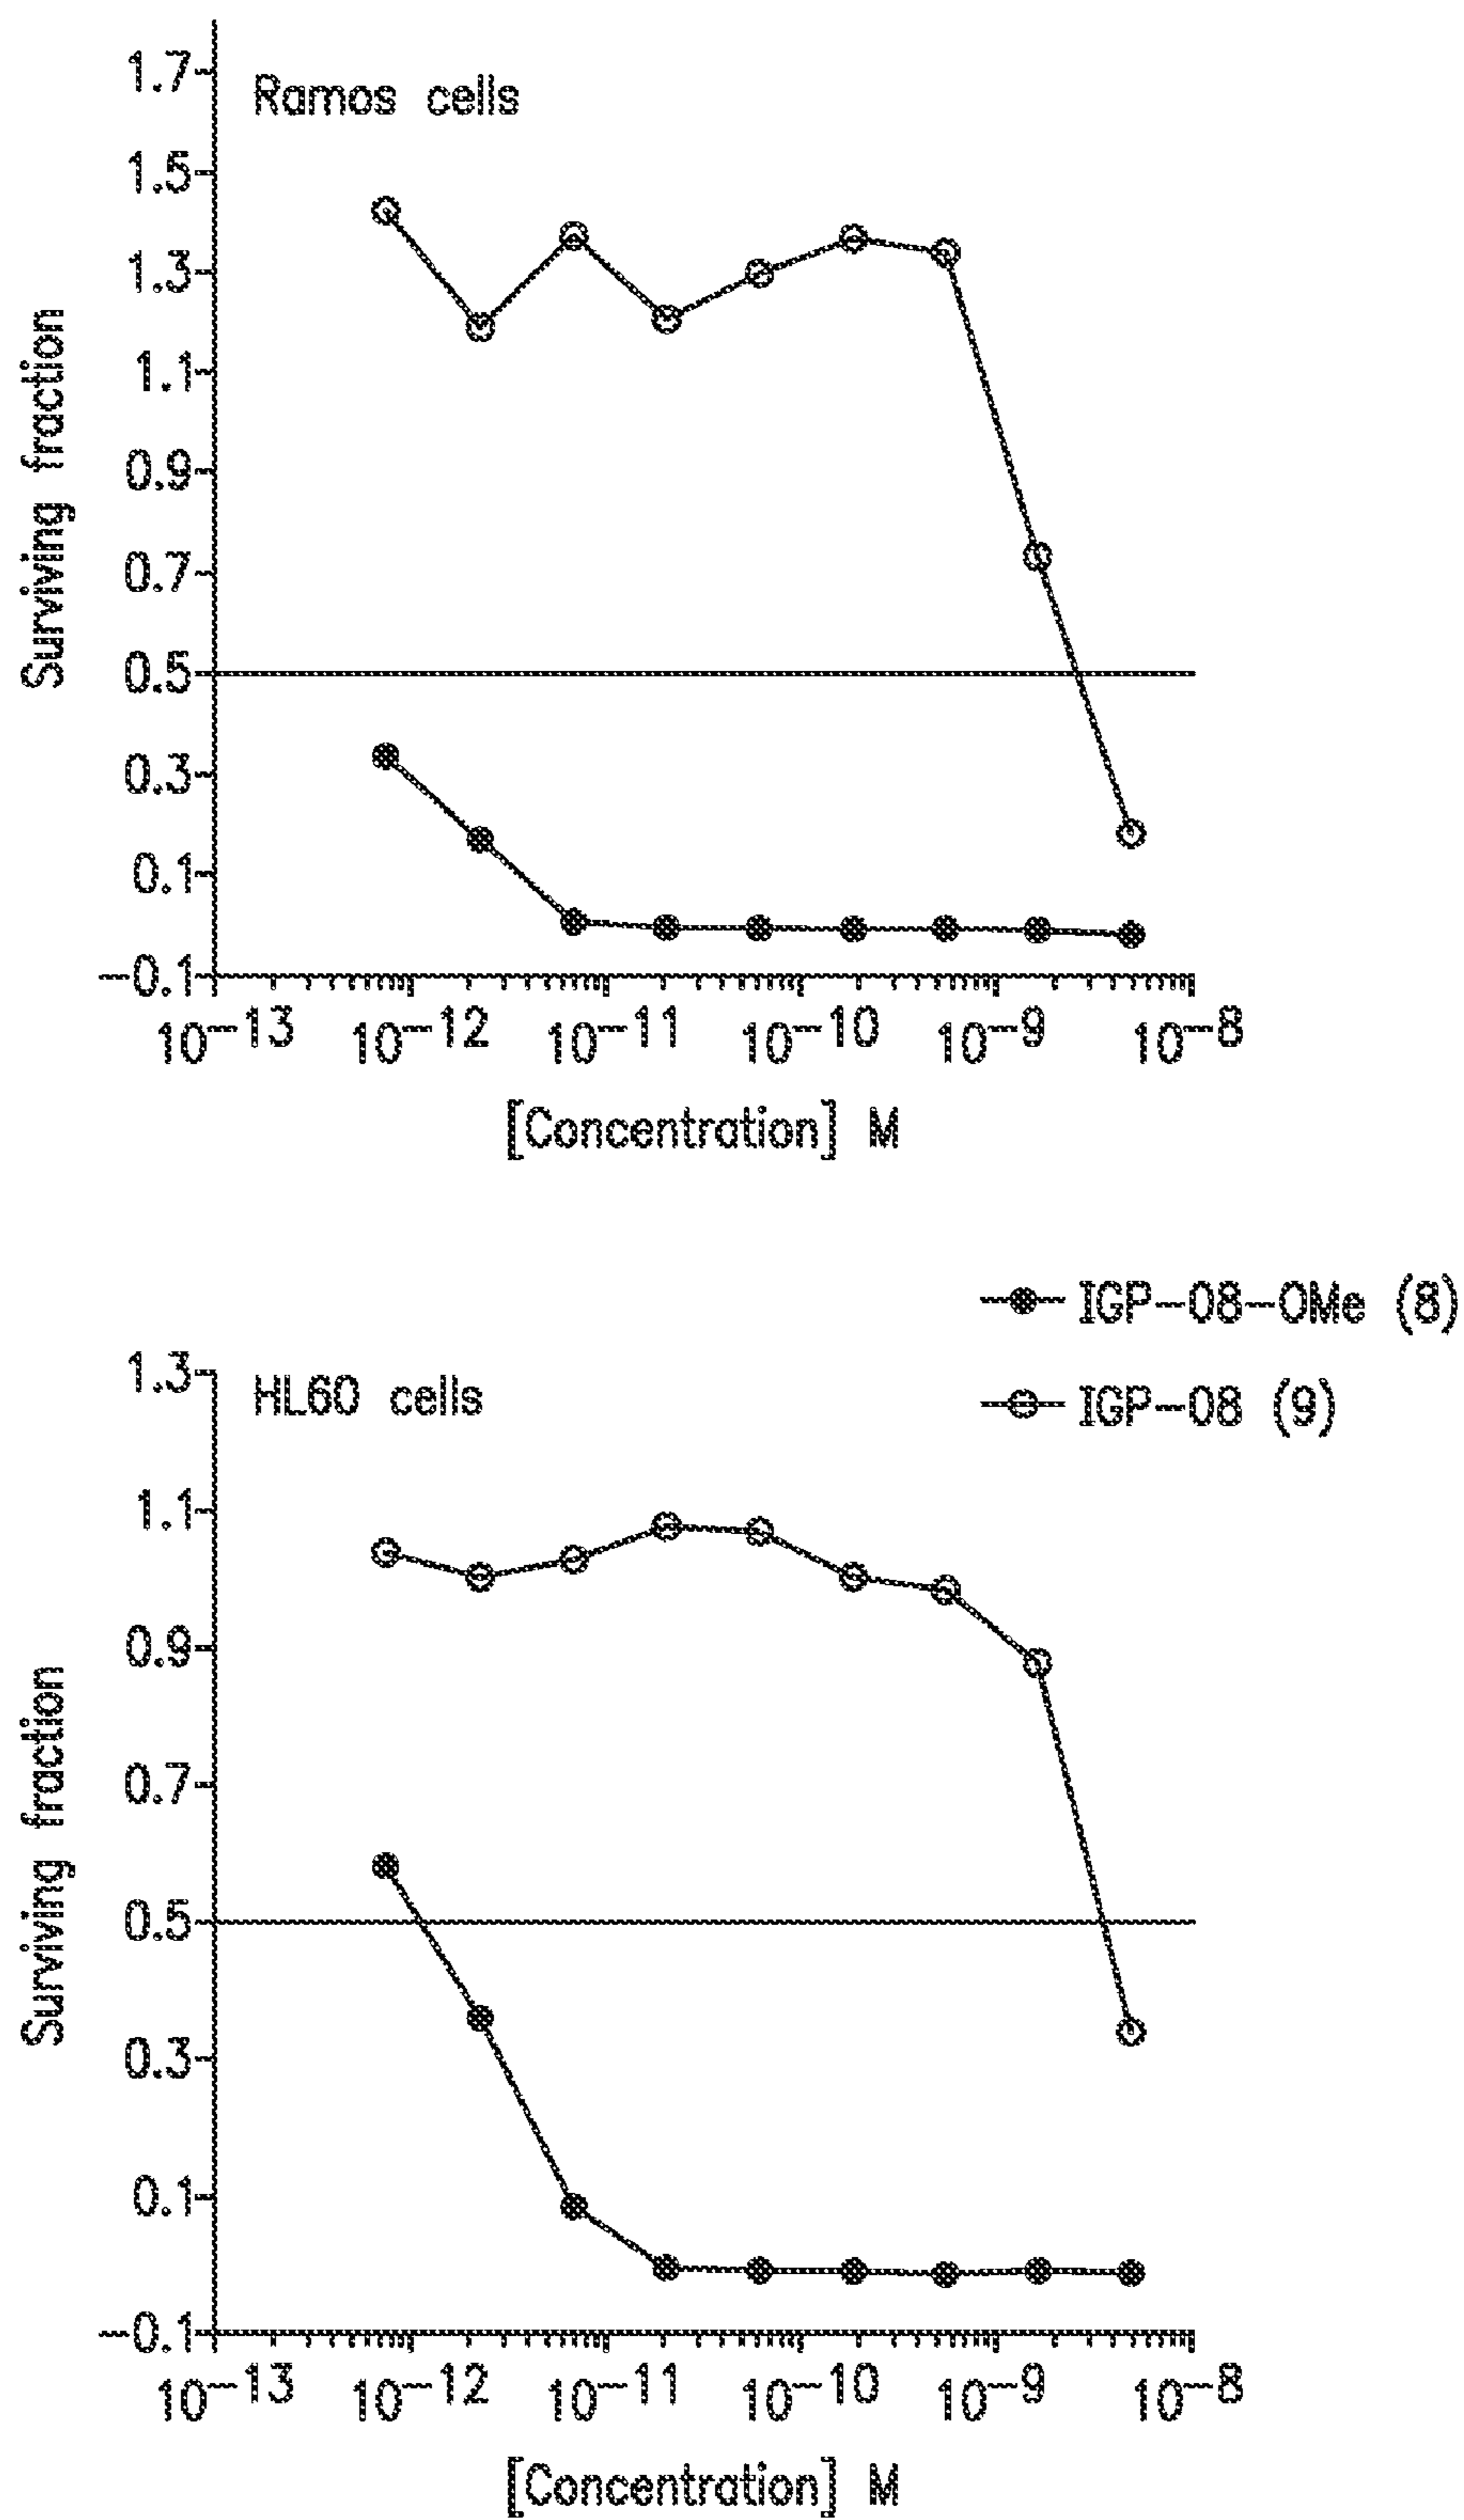 Ramos cells
1.7
1.5
1.3
1.1
0.9
0.7
0.5
0.3
0.1
-0.1
Surviving fraction
10-13 10-12 10-11 10-10 10-9 10-8
[Concentration] M
IGP-08-OMe (8)
IGP-08 (9)
HL60 cells
1.3
1.1
0.9
0.7
0.5
0.3
0.1
-0.1
Surviving fraction
10-13 10-12 10-11 10-10 10-9 10-8
[Concentration] M